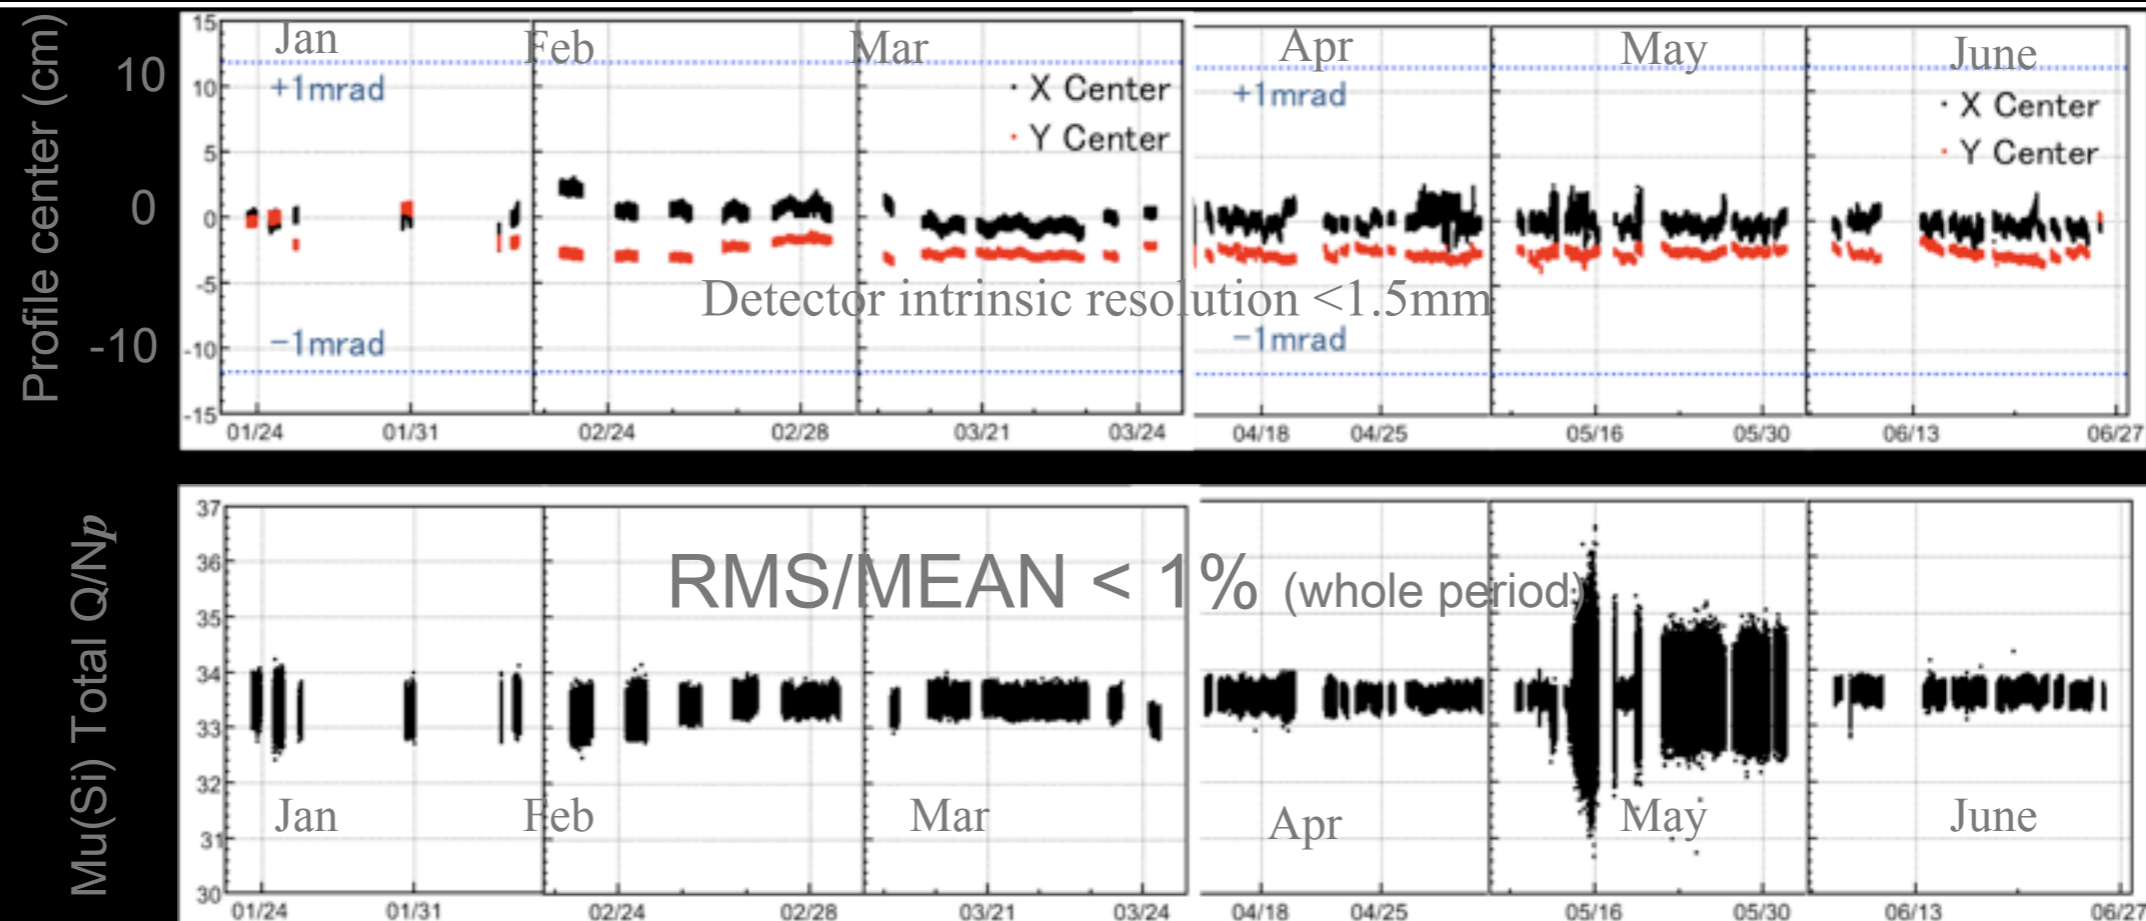 Profile center (cm)
10
0
-10
15
10
5
0
-5
-10
-15
Jan
Feb
Mar
Apr
May
June
+1mrad
+1mrad
· X Center
· Y Center
· X Center
· Y Center
Detector intrinsic resolution <1.5mm
−1mrad
−1mrad
01/24 01/31 02/24 02/28 03/21 03/24 04/18 04/25 05/16 05/30 06/13 06/27
Mu(Si) Total Q/Np
37
36
35
34
33
32
31
30
RMS/MEAN < 1% (whole period)
Jan
Feb
Mar
Apr
May
June
01/24 01/31 02/24 02/28 03/21 03/24 04/18 04/25 05/16 05/30 06/13 06/27